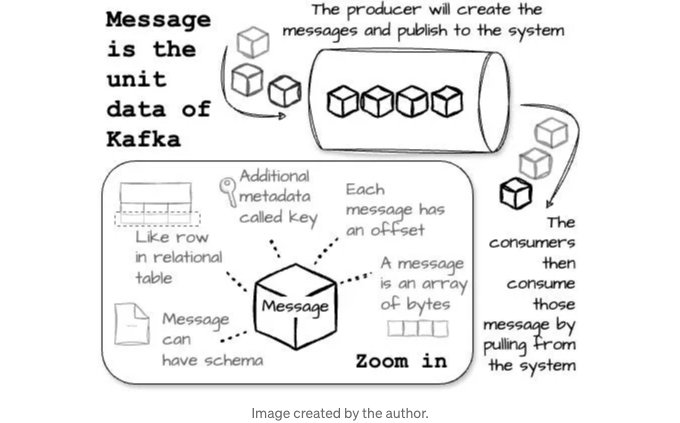 Message
is the
unit
data of
Kafka
The producer will create the
messages and publish to the system
Additional
metadata
called key
Each
message has
an offset
Like row
in relational
table
A message
is an array
of bytes
Message
Message
can
have schema
Zoom in
The
consumers
then
consume
those
message by
pulling from
the system
Image created by the author.